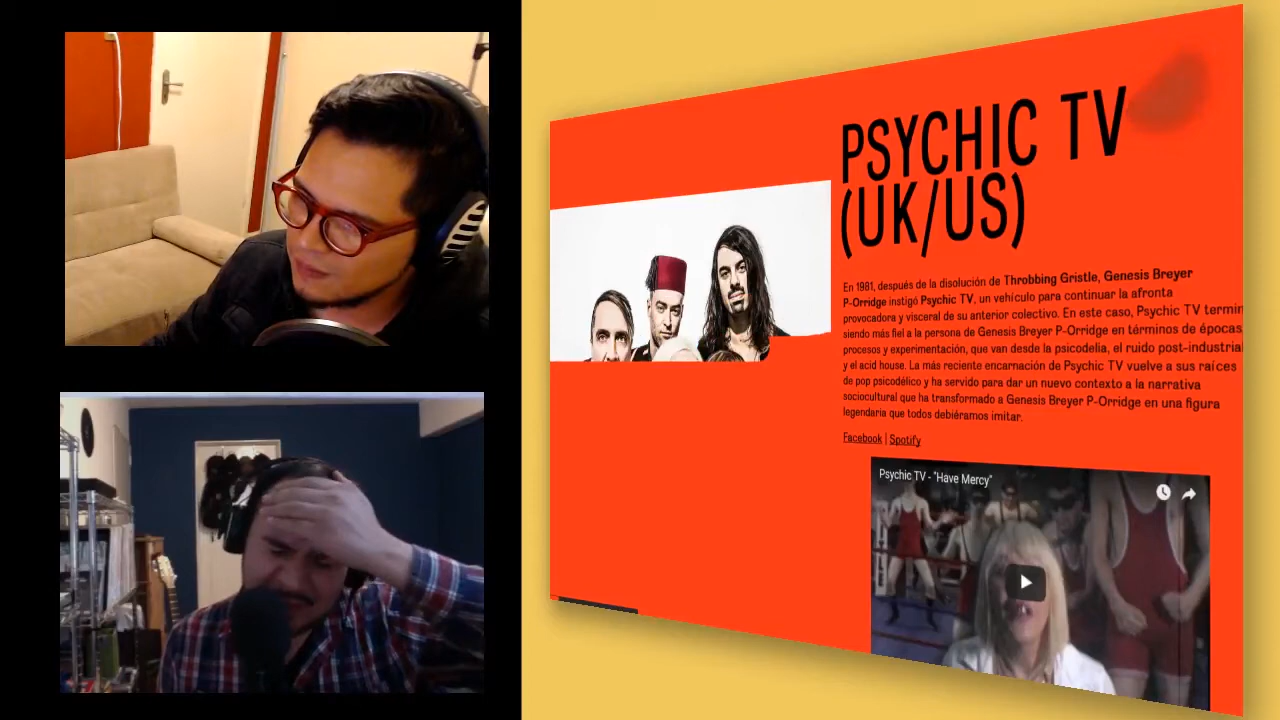 PSYCHIC TV
(UK/US)
En 1981, después de la disolución de Throbbing Gristle, Genesis Breyer
P-Orridge instigó Psychic TV, un vehículo para continuar la afronta
provocadora y visceral de su anterior colectivo. En este caso, Psychic TV termin
siendo más fiel a la persona de Genesis Breyer P-Orridge en términos de épocas,
procesos y experimentación, que van desde la psicodelia, el ruido post-industrial
y el acid house. La más reciente encarnación de Psychic TV vuelve a sus raíces
de pop psicodélico y ha servido para dar un nuevo contexto a la narrativa
sociocultural que ha transformado a Genesis Breyer P-Orridge en una figura
legendaria que todos debiéramos imitar.
Facebook | Spotify
Psychic TV - "Have Mercy"